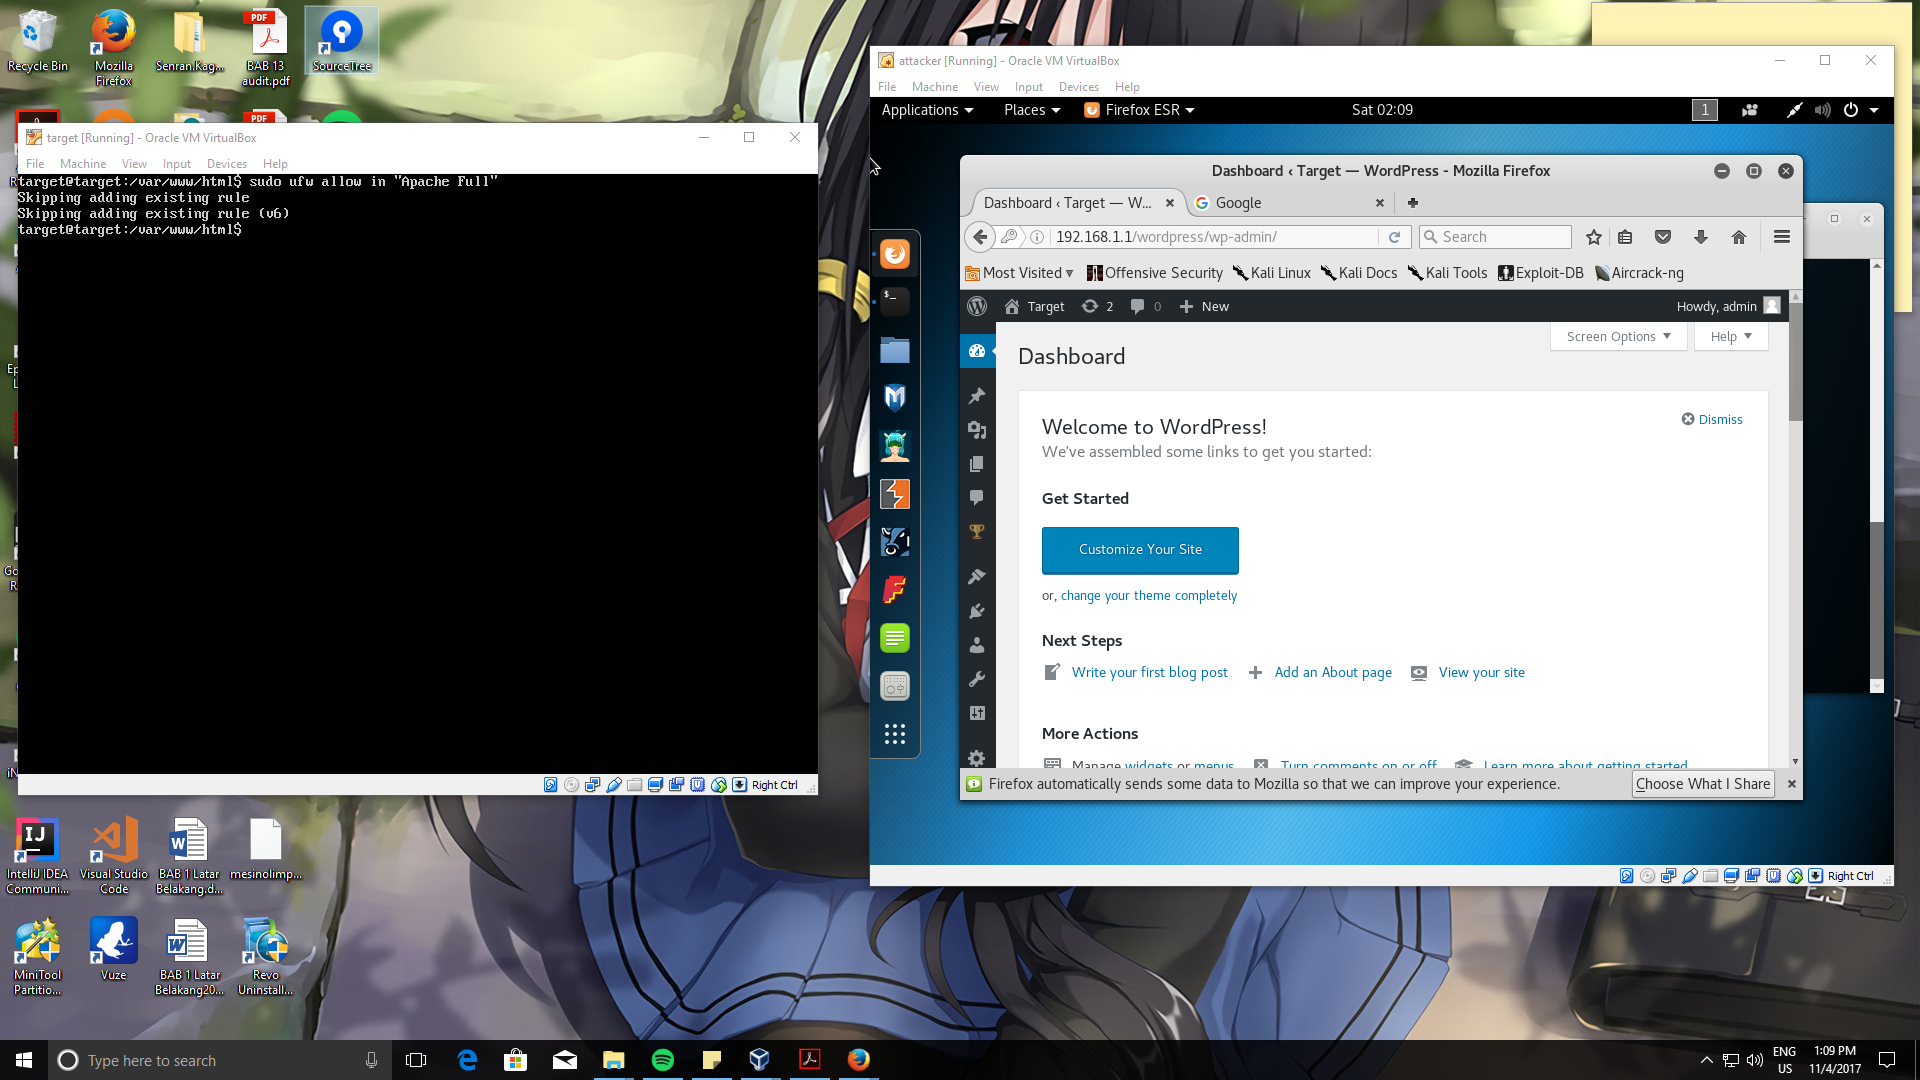 Recycle Bin
Mozilla
Firefox
Senran.Kag...
PDF
BAB 13
audit.pdf
SourceTree
PDF
target [Running] - Oracle VM VirtualBox
File Machine View Input Devices Help
target@target:/var/www/html$ sudo ufw allow in "Apache Full"
Skipping adding existing rule
Skipping adding existing rule (v6)
target@target:/var/www/html$
Right Ctrl
IntelliJ IDEA
Communi...
Visual Studio
Code
BAB 1 Latar
Belakang.d...
mesinolimp...
MiniTool
Partitio...
Vuze
BAB 1 Latar
Belakang20...
Revo
Uninstall...
attacker [Running] - Oracle VM VirtualBox
File Machine View Input Devices Help
Applications Places Firefox ESR Sat 02:09 1
Dashboard ‹ Target — WordPress - Mozilla Firefox
Dashboard ‹ Target — W... Google
192.168.1.1/wordpress/wp-admin/ Search
Most Visited Offensive Security Kali Linux Kali Docs Kali Tools Exploit-DB Aircrack-ng
Target 2 0 New Howdy, admin
Screen Options Help
Dashboard
Dismiss
Welcome to WordPress!
We've assembled some links to get you started:
Get Started
Customize Your Site
or, change your theme completely
Next Steps
Write your first blog post Add an About page View your site
More Actions
Manage widgets or menus Turn comments on or off Learn more about getting started
Firefox automatically sends some data to Mozilla so that we can improve your experience. Choose What I Share
Right Ctrl
Type here to search
ENG
US
1:09 PM
11/4/2017